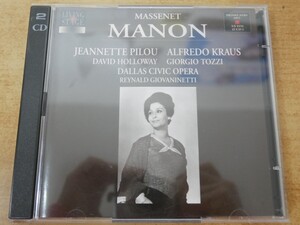 2 CD
MASSENET
MANON
JEANNETTE PILOU ALFREDO KRAUS
DAVID HOLLOWAY GIORGIO TOZZI
DALLAS CIVIC OPERA
REYNALD GIOVANINETTI